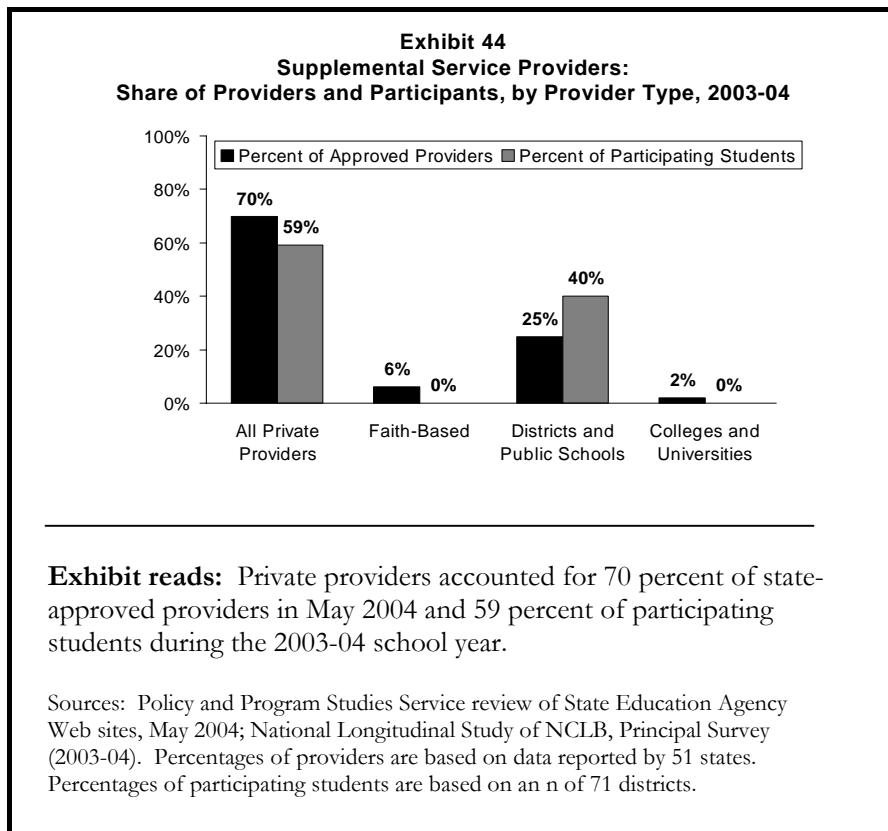 Exhibit 44
Supplemental Service Providers:
Share of Providers and Participants, by Provider Type, 2003-04
100%
80%
60%
40%
20%
0%
Percent of Approved Providers
Percent of Participating Students
70%
59%
6%
0%
25%
40%
2%
0%
All Private
Providers
Faith-Based
Districts and
Public Schools
Colleges and
Universities
Exhibit reads: Private providers accounted for 70 percent of state-
approved providers in May 2004 and 59 percent of participating
students during the 2003-04 school year.
Sources: Policy and Program Studies Service review of State Education Agency
Web sites, May 2004; National Longitudinal Study of NCLB, Principal Survey
(2003-04). Percentages of providers are based on data reported by 51 states.
Percentages of participating students are based on an n of 71 districts.